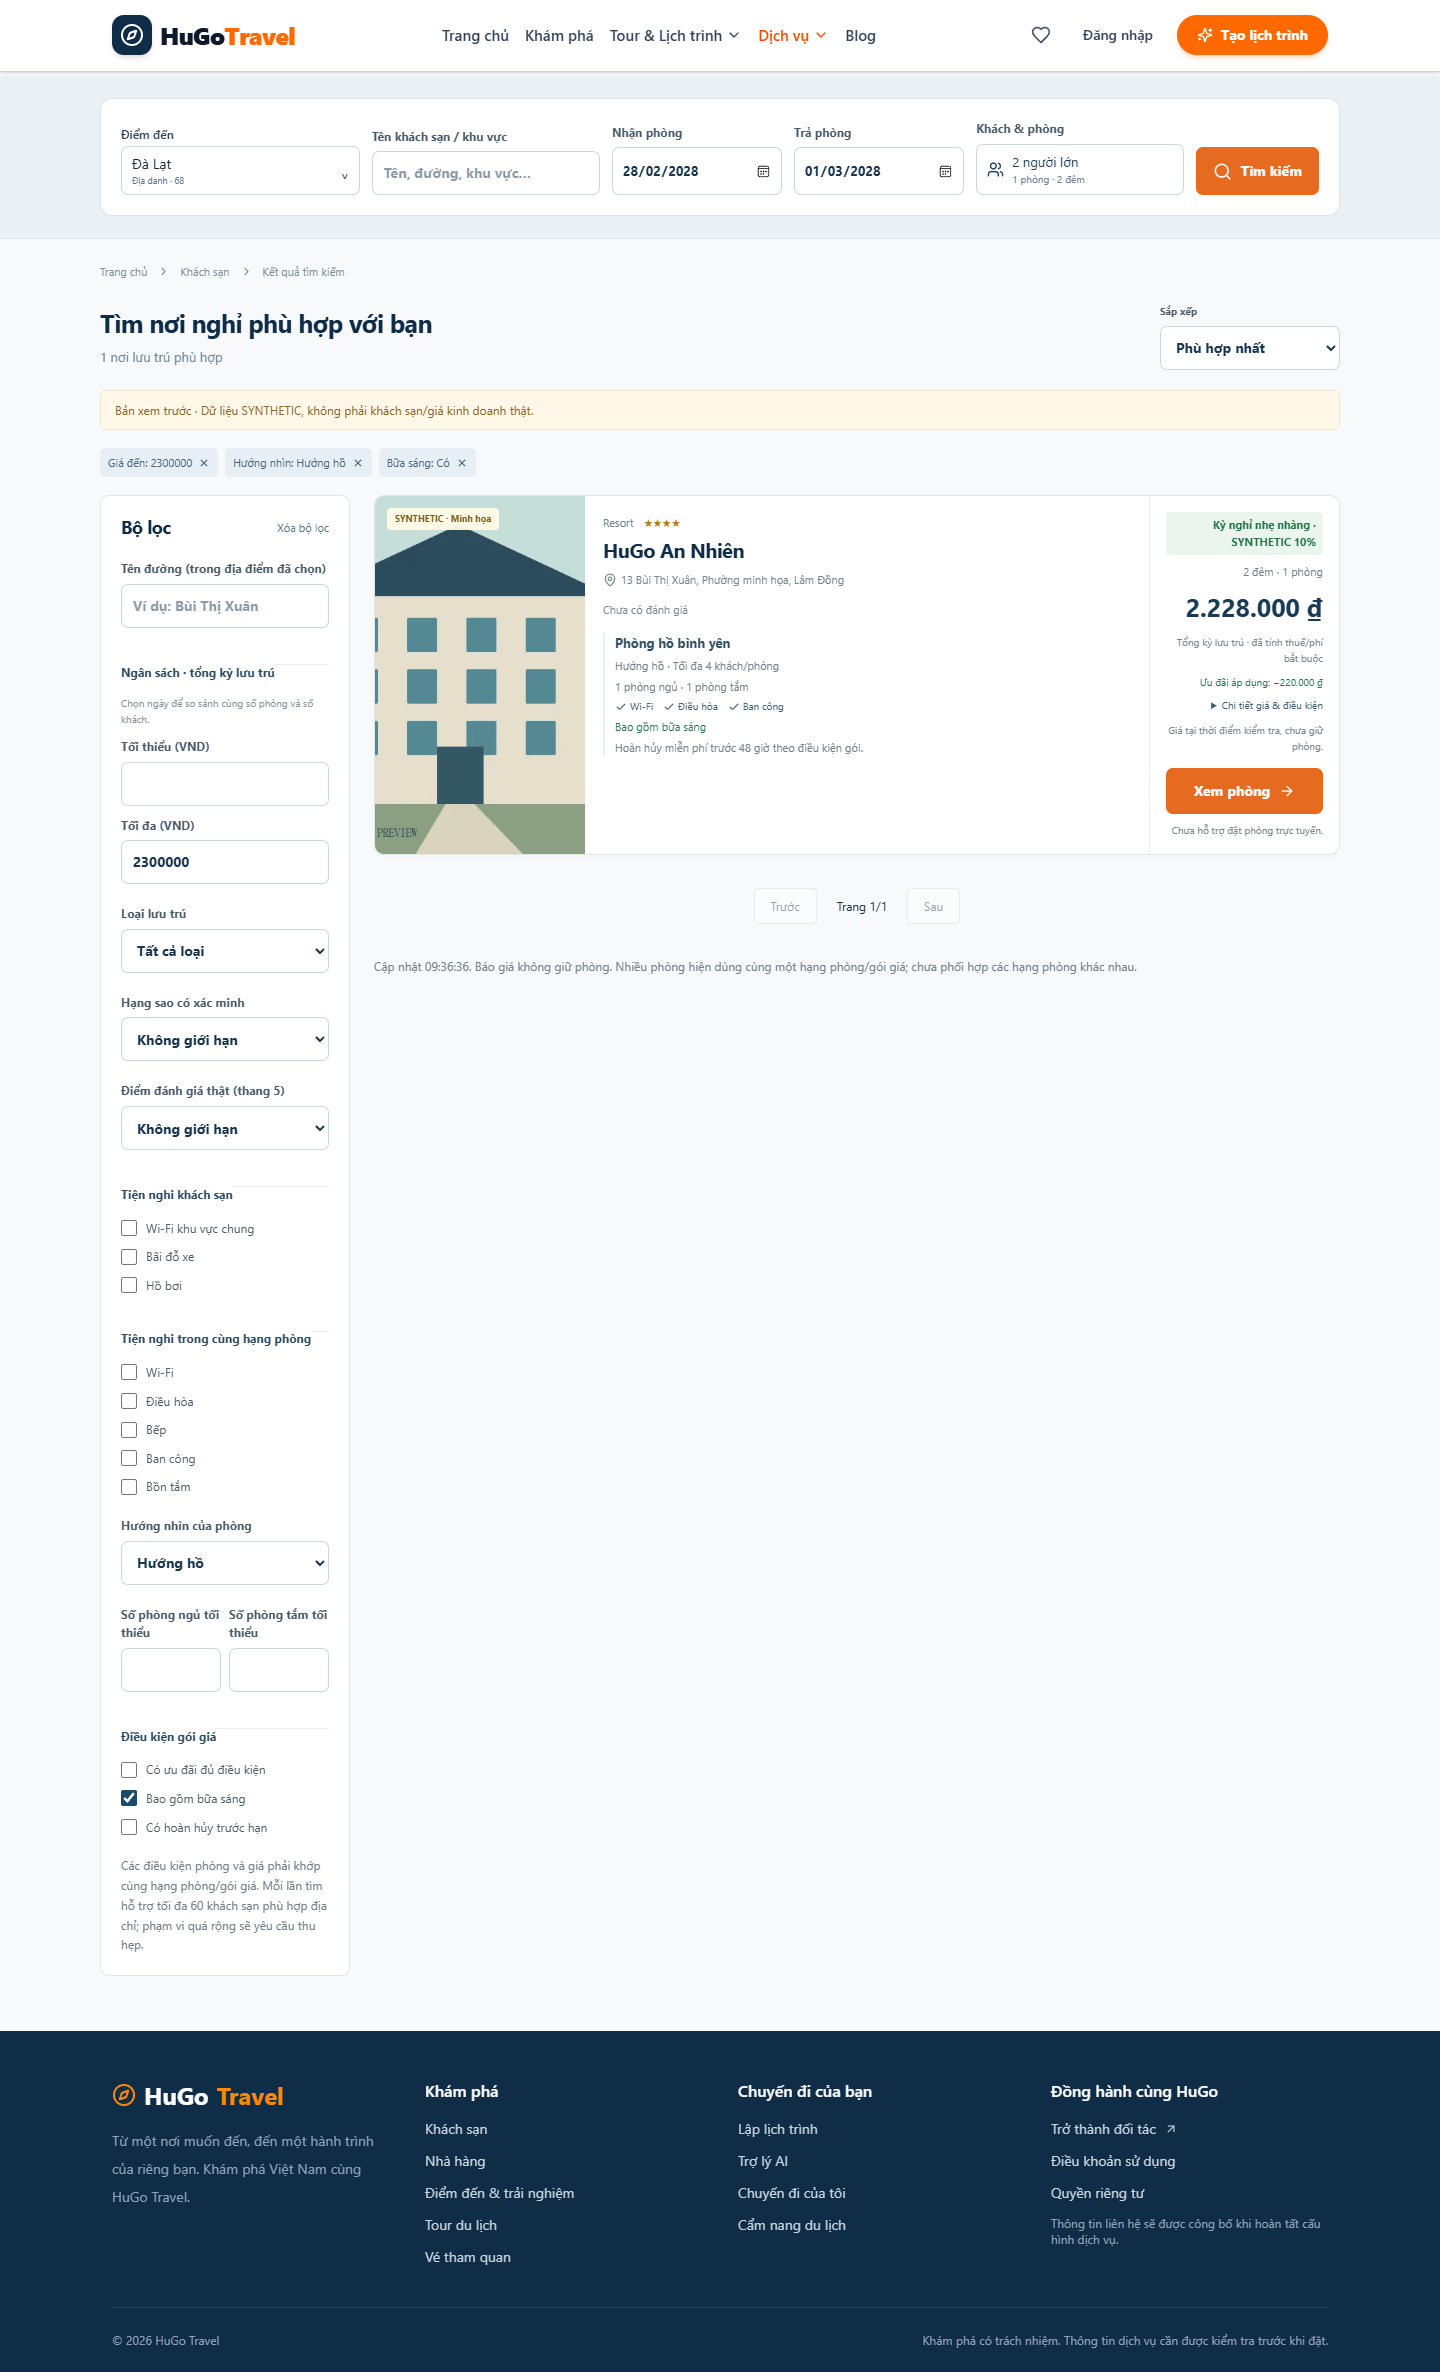 HuGoTravel
Trang chủ
Khám phá
Tour & Lịch trình
Dịch vụ
Blog
Đăng nhập
Tạo lịch trình
Điểm đến
Đà Lạt
Địa danh · 68
Tên khách sạn / khu vực
Tên, đường, khu vực...
Nhận phòng
28/02/2028
Trả phòng
01/03/2028
Khách & phòng
2 người lớn
1 phòng · 2 đêm
Tìm kiếm
Trang chủ
Khách sạn
Kết quả tìm kiếm
Tìm nơi nghỉ phù hợp với bạn
1 nơi lưu trú phù hợp
Sắp xếp
Phù hợp nhất
Bản xem trước · Dữ liệu SYNTHETIC, không phải khách sạn/giá kinh doanh thật.
Giá đến: 2300000 ×
Hướng nhìn: Hướng hồ ×
Bữa sáng: Có ×
Bộ lọc
Xóa bộ lọc
Tên đường (trong địa điểm đã chọn)
Ví dụ: Bùi Thị Xuân
Ngân sách · tổng kỳ lưu trú
Chọn ngày để so sánh cùng số phòng và số
khách.
Tối thiểu (VND)
Tối đa (VND)
2300000
Loại lưu trú
Tất cả loại
Hạng sao có xác minh
Không giới hạn
Điểm đánh giá thật (thang 5)
Không giới hạn
Tiện nghi khách sạn
Wi-Fi khu vực chung
Bãi đỗ xe
Hồ bơi
Tiện nghi trong cùng hạng phòng
Wi-Fi
Điều hòa
Bếp
Ban công
Bồn tắm
Hướng nhìn của phòng
Hướng hồ
Số phòng ngủ tối
thiểu
Số phòng tắm tối
thiểu
Điều kiện gói giá
Có ưu đãi đủ điều kiện
Bao gồm bữa sáng
Có hoàn hủy trước hạn
Các điều kiện phòng và giá phải khớp
cùng hạng phòng/gói giá. Mỗi lần tìm
hỗ trợ tối đa 60 khách sạn phù hợp địa
chỉ; phạm vi quá rộng sẽ yêu cầu thu
hẹp.
SYNTHETIC · Minh họa
PREVIEW
Resort ★★★★
HuGo An Nhiên
13 Bùi Thị Xuân, Phường minh họa, Lâm Đồng
Chưa có đánh giá
Phòng hồ bình yên
Hướng hồ · Tối đa 4 khách/phòng
1 phòng ngủ · 1 phòng tắm
Wi-Fi
Điều hòa
Ban công
Bao gồm bữa sáng
Hoàn hủy miễn phí trước 48 giờ theo điều kiện gói.
Kỳ nghỉ nhẹ nhàng ·
SYNTHETIC 10%
2 đêm · 1 phòng
2.228.000 ₫
Tổng kỳ lưu trú · đã tính thuế/phí
bắt buộc
Ưu đãi áp dụng: −220.000 ₫
▶ Chi tiết giá & điều kiện
Giá tại thời điểm kiểm tra, chưa giữ
phòng.
Xem phòng
Chưa hỗ trợ đặt phòng trực tuyến.
Trước
Trang 1/1
Sau
Cập nhật 09:36:36. Báo giá không giữ phòng. Nhiều phòng hiện dùng cùng một hạng phòng/gói giá; chưa phối hợp các hạng phòng khác nhau.
HuGo Travel
Từ một nơi muốn đến, đến một hành trình
của riêng bạn. Khám phá Việt Nam cùng
HuGo Travel.
Khám phá
Khách sạn
Nhà hàng
Điểm đến & trải nghiệm
Tour du lịch
Vé tham quan
Chuyến đi của bạn
Lập lịch trình
Trợ lý AI
Chuyến đi của tôi
Cẩm nang du lịch
Đồng hành cùng HuGo
Trở thành đối tác
Điều khoản sử dụng
Quyền riêng tư
Thông tin liên hệ sẽ được công bố khi hoàn tất cấu
hình dịch vụ.
© 2026 HuGo Travel
Khám phá có trách nhiệm. Thông tin dịch vụ cần được kiểm tra trước khi đặt.